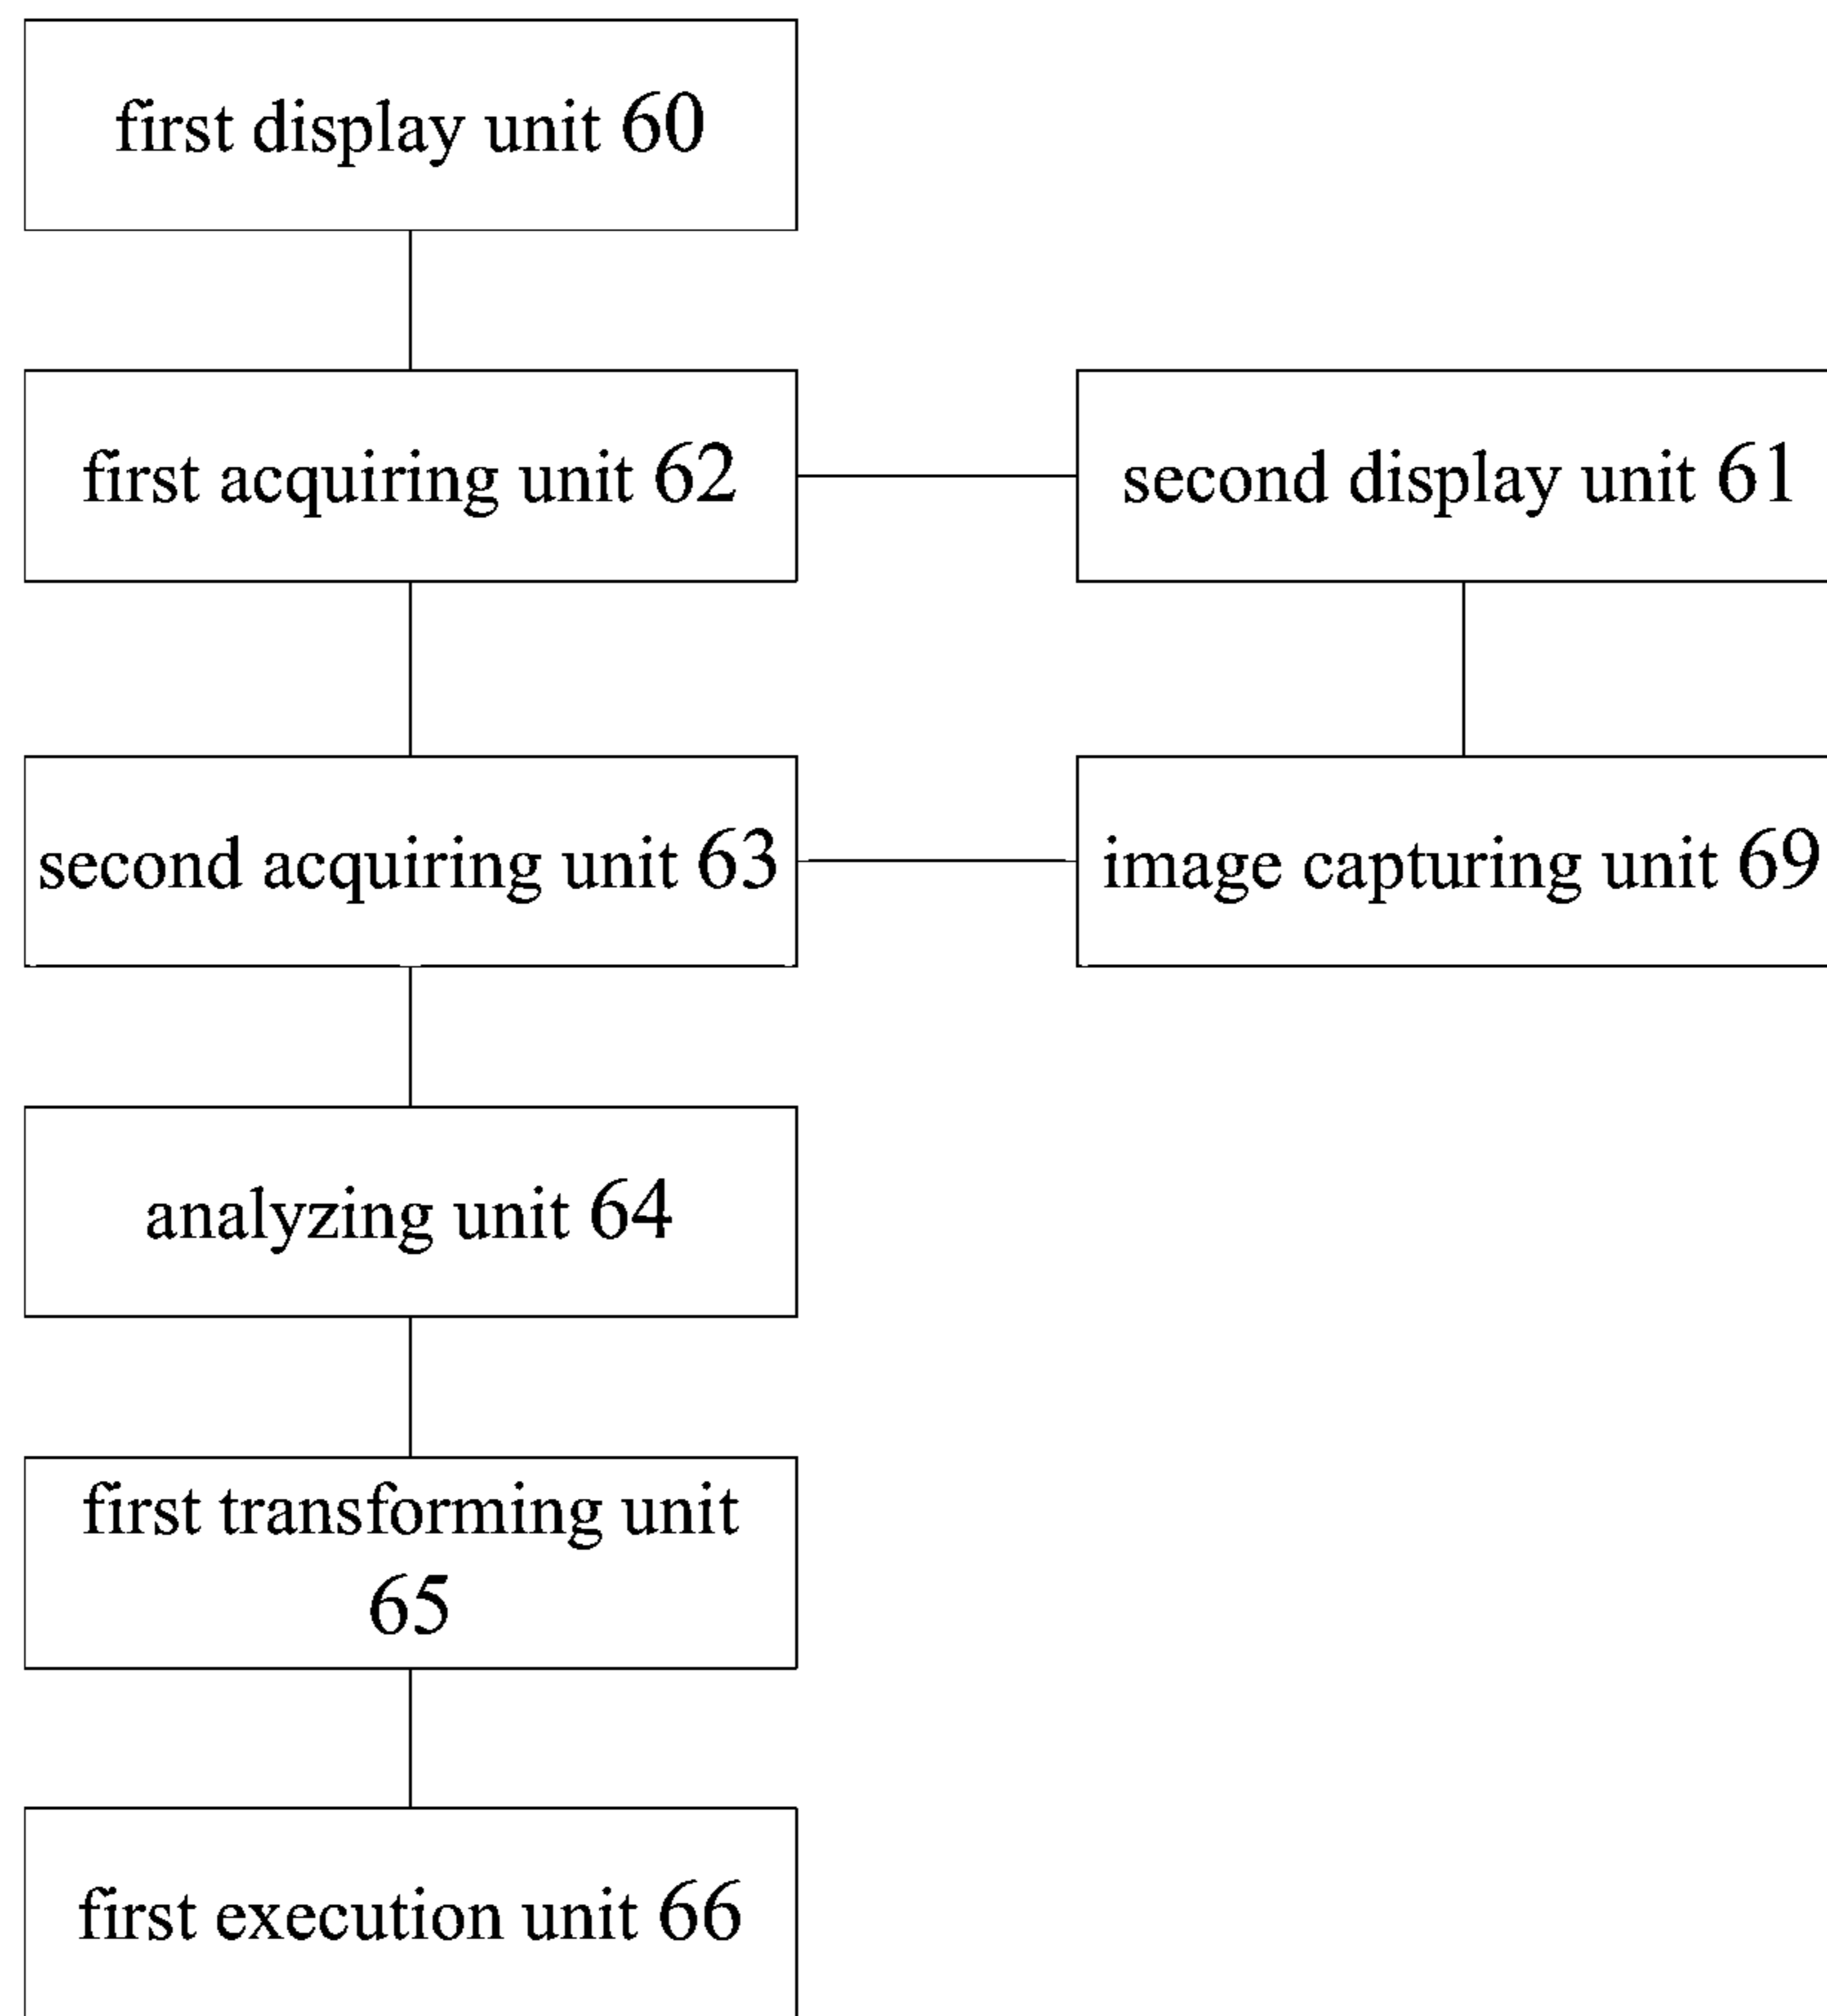 first display unit 60
first acquiring unit 62
second display unit 61
second acquiring unit 63
image capturing unit 69
analyzing unit 64
first transforming unit
65
first execution unit 66